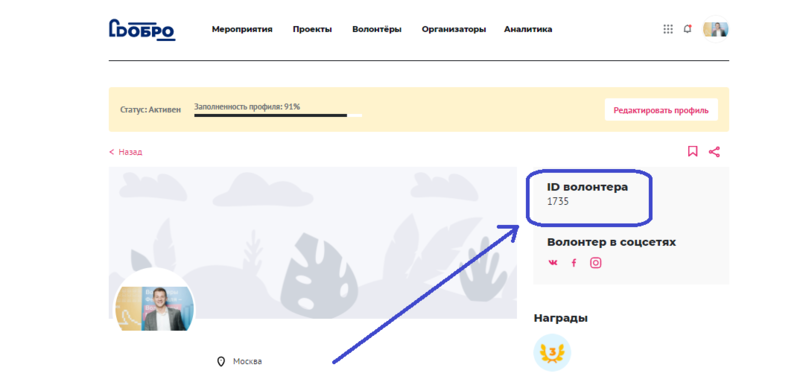 ДОБРО
Мероприятия Проекты Волонтёры Организаторы Аналитика
Статус: Активен Заполненность профиля: 91% Редактировать профиль
< Назад
ID волонтера
1735
Волонтер в соцсетях
Награды
3
Москва